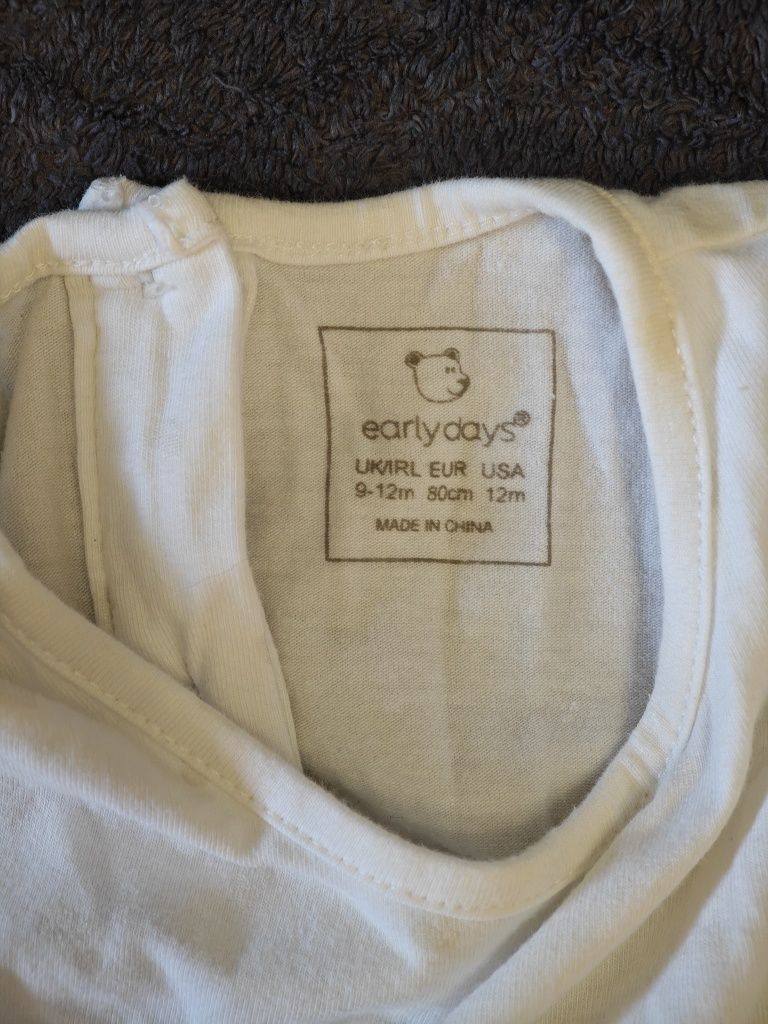 earlydays®
UK/IRL EUR USA
9-12m 80cm 12m
MADE IN CHINA